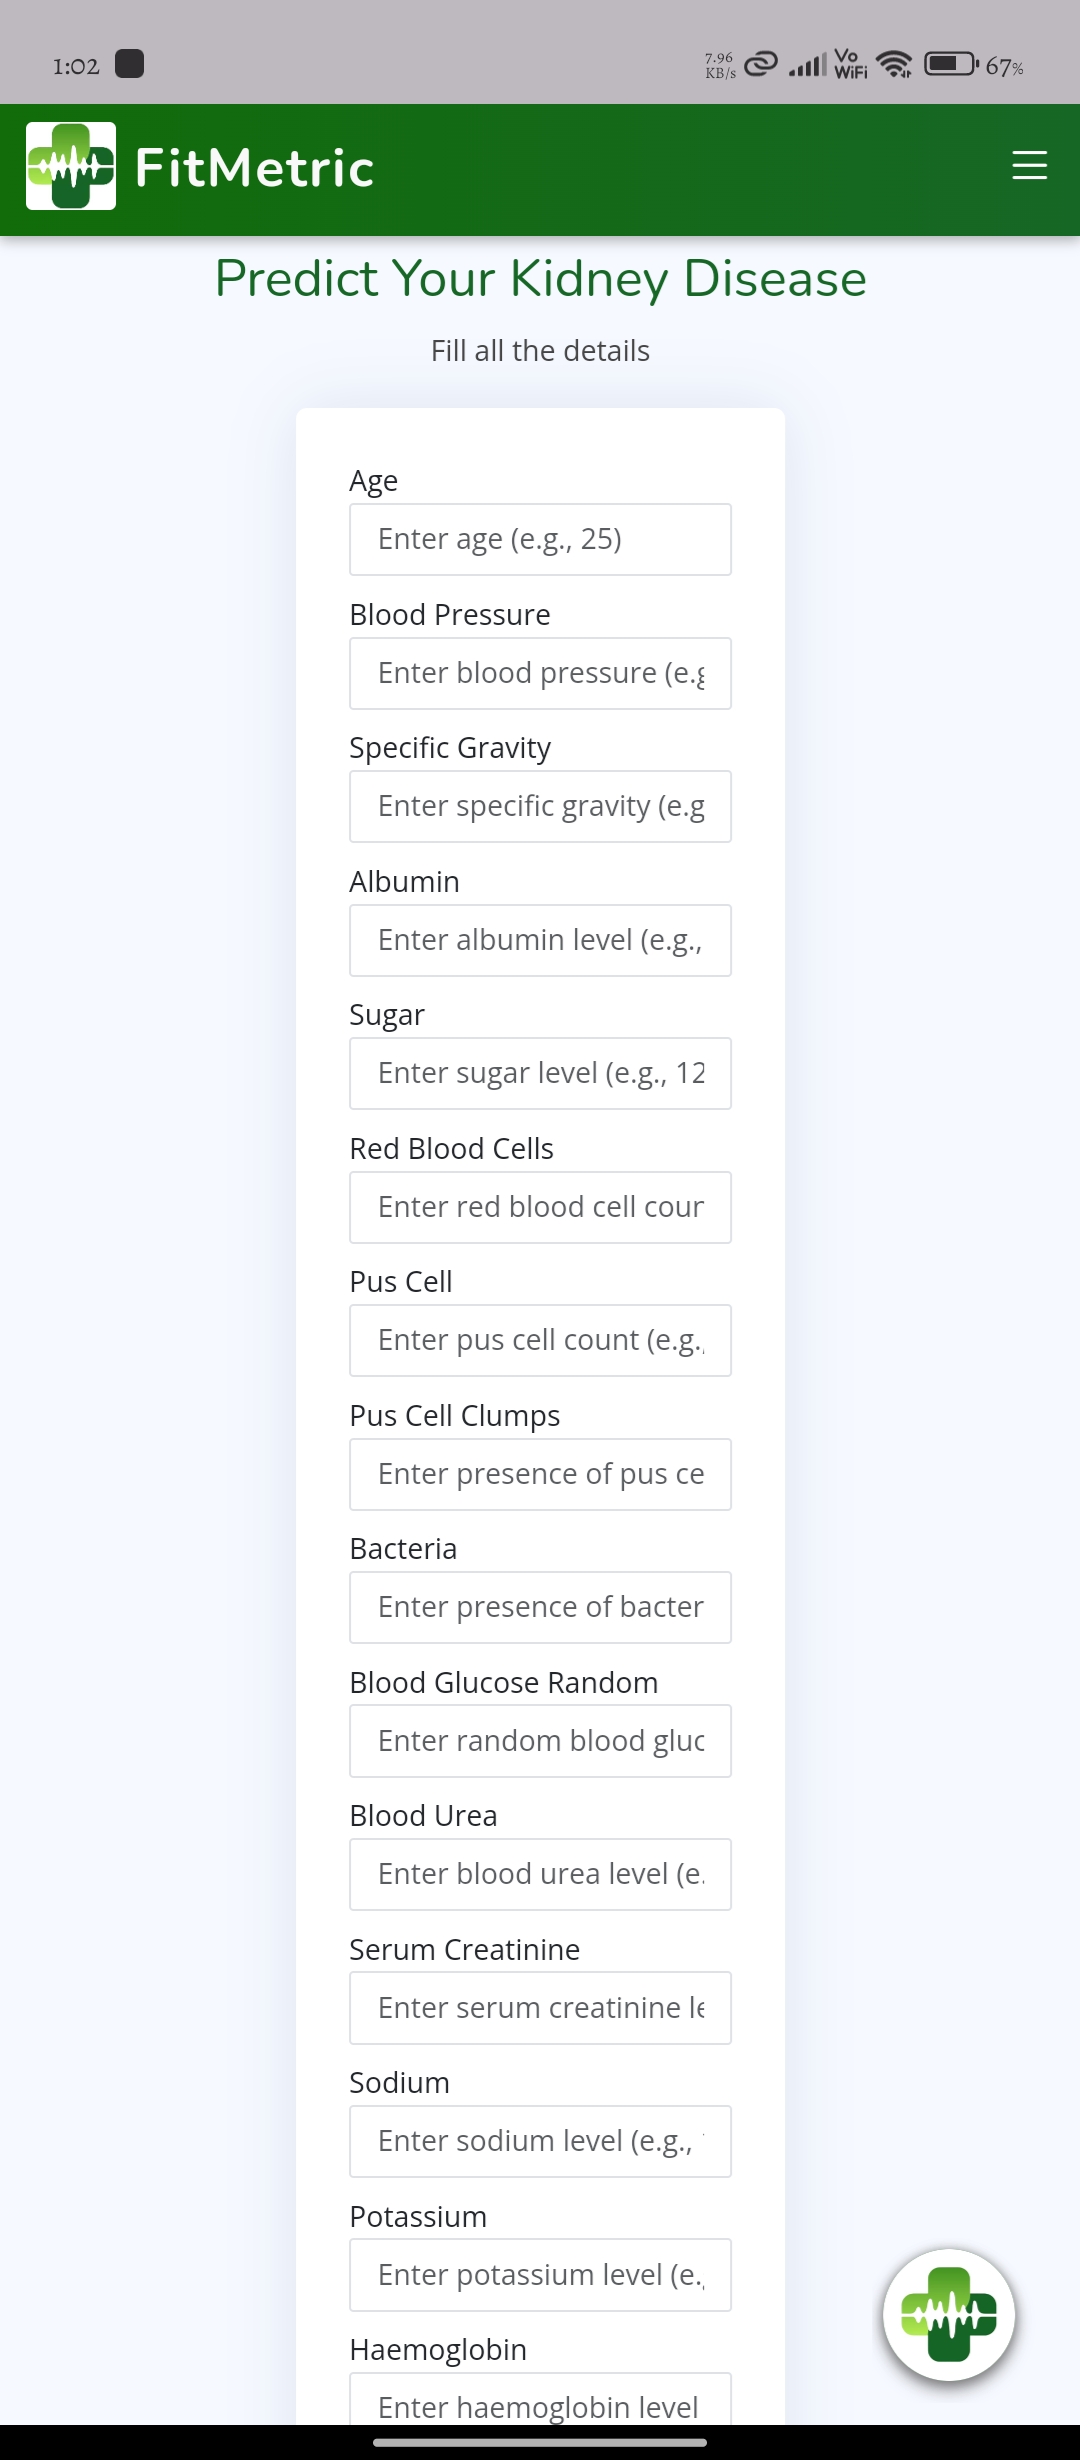 1:02
7.96
KB/s
Vo
WiFi
67%
FitMetric
Predict Your Kidney Disease
Fill all the details
Age
Enter age (e.g., 25)
Blood Pressure
Enter blood pressure (e.g
Specific Gravity
Enter specific gravity (e.g
Albumin
Enter albumin level (e.g.,
Sugar
Enter sugar level (e.g., 12
Red Blood Cells
Enter red blood cell
Pus Cell
Enter pus cell count (e.g.,
Pus Cell Clumps
Enter presence of pus ce
Bacteria
Enter presence of bacter
Blood Glucose Random
Enter random blood gluc
Blood Urea
Enter blood urea level (e.
Serum Creatinine
Enter serum creatinine le
Sodium
Enter sodium level (e.g.,
Potassium
Enter potassium level (e.
Haemoglobin
Enter haemoglobin level